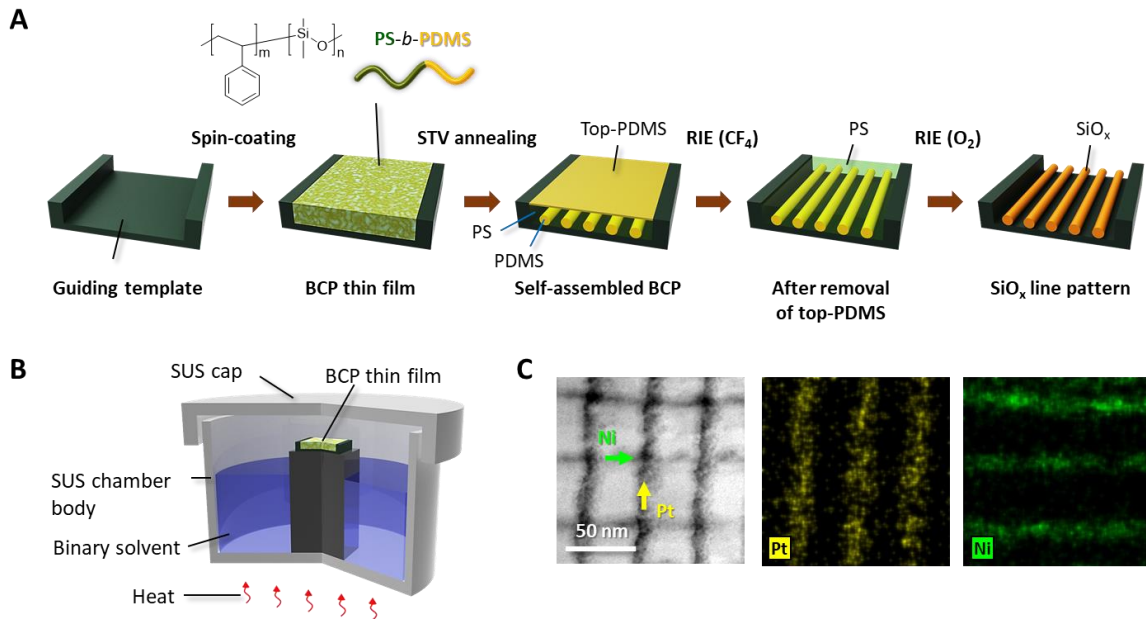 A
m
Si
O
n
PS-b-PDMS
Spin-coating
STV annealing
Top-PDMS
RIE (CF4)
PS
RIE (O2)
SiOx
PS
PDMS
Guiding template
BCP thin film
Self-assembled BCP
After removal
of top-PDMS
SiOx line pattern
B
SUS cap
BCP thin film
SUS chamber
body
Binary solvent
Heat
C
Ni
Pt
50 nm
Pt
Ni